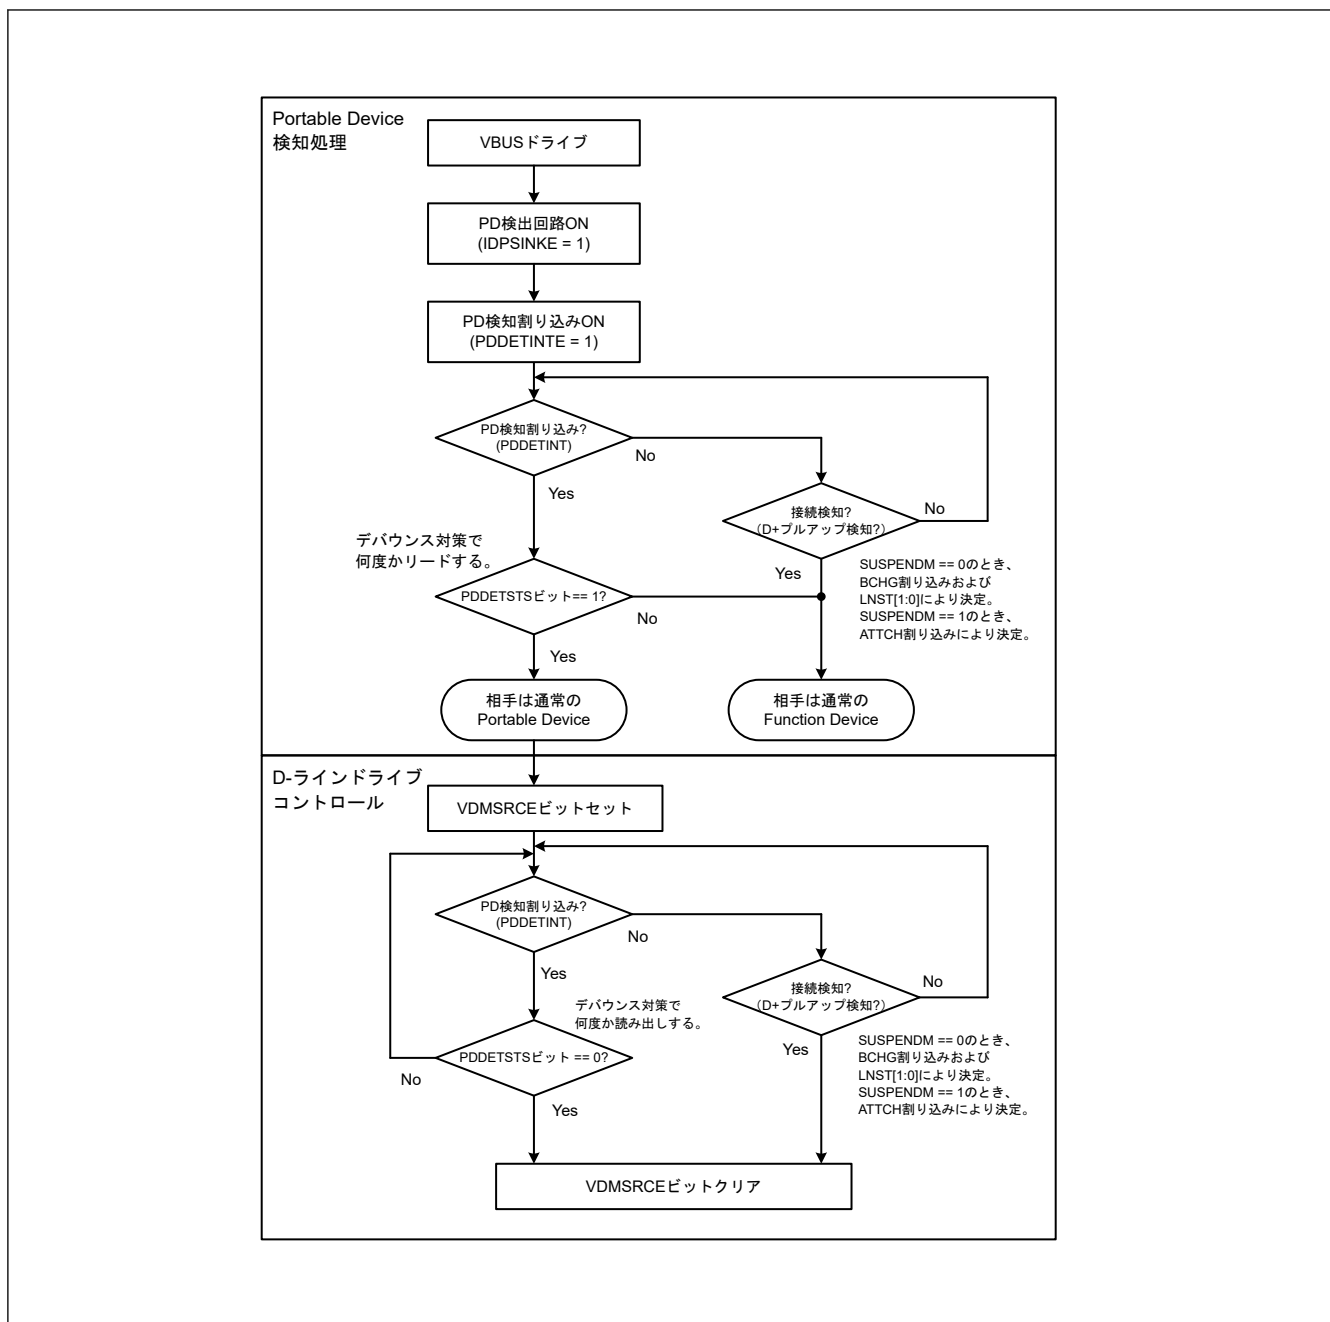 Portable Device
検知処理
VBUSドライブ
PD検出回路ON
(IDPSINKE = 1)
PD検知割り込みON
(PDDETINTE = 1)
PD検知割り込み?
(PDDETINT)
No
Yes
接続検知?
（D+プルアップ検知?）
No
Yes
デバウンス対策で
何度かリードする。
SUSPENDM == 0のとき、
BCHG割り込みおよび
LNST[1:0]により決定。
SUSPENDM == 1のとき、
ATTCH割り込みにより決定。
PDDETSTSビット== 1?
No
Yes
相手は通常の
Portable Device
相手は通常の
Function Device
D-ラインドライブ
コントロール
VDMSRCEビットセット
PD検知割り込み?
(PDDETINT)
No
Yes
接続検知?
（D+プルアップ検知?）
No
Yes
デバウンス対策で
何度か読み出しする。
SUSPENDM == 0のとき、
BCHG割り込みおよび
LNST[1:0]により決定。
SUSPENDM == 1のとき、
ATTCH割り込みにより決定。
PDDETSTSビット == 0?
No
Yes
VDMSRCEビットクリア